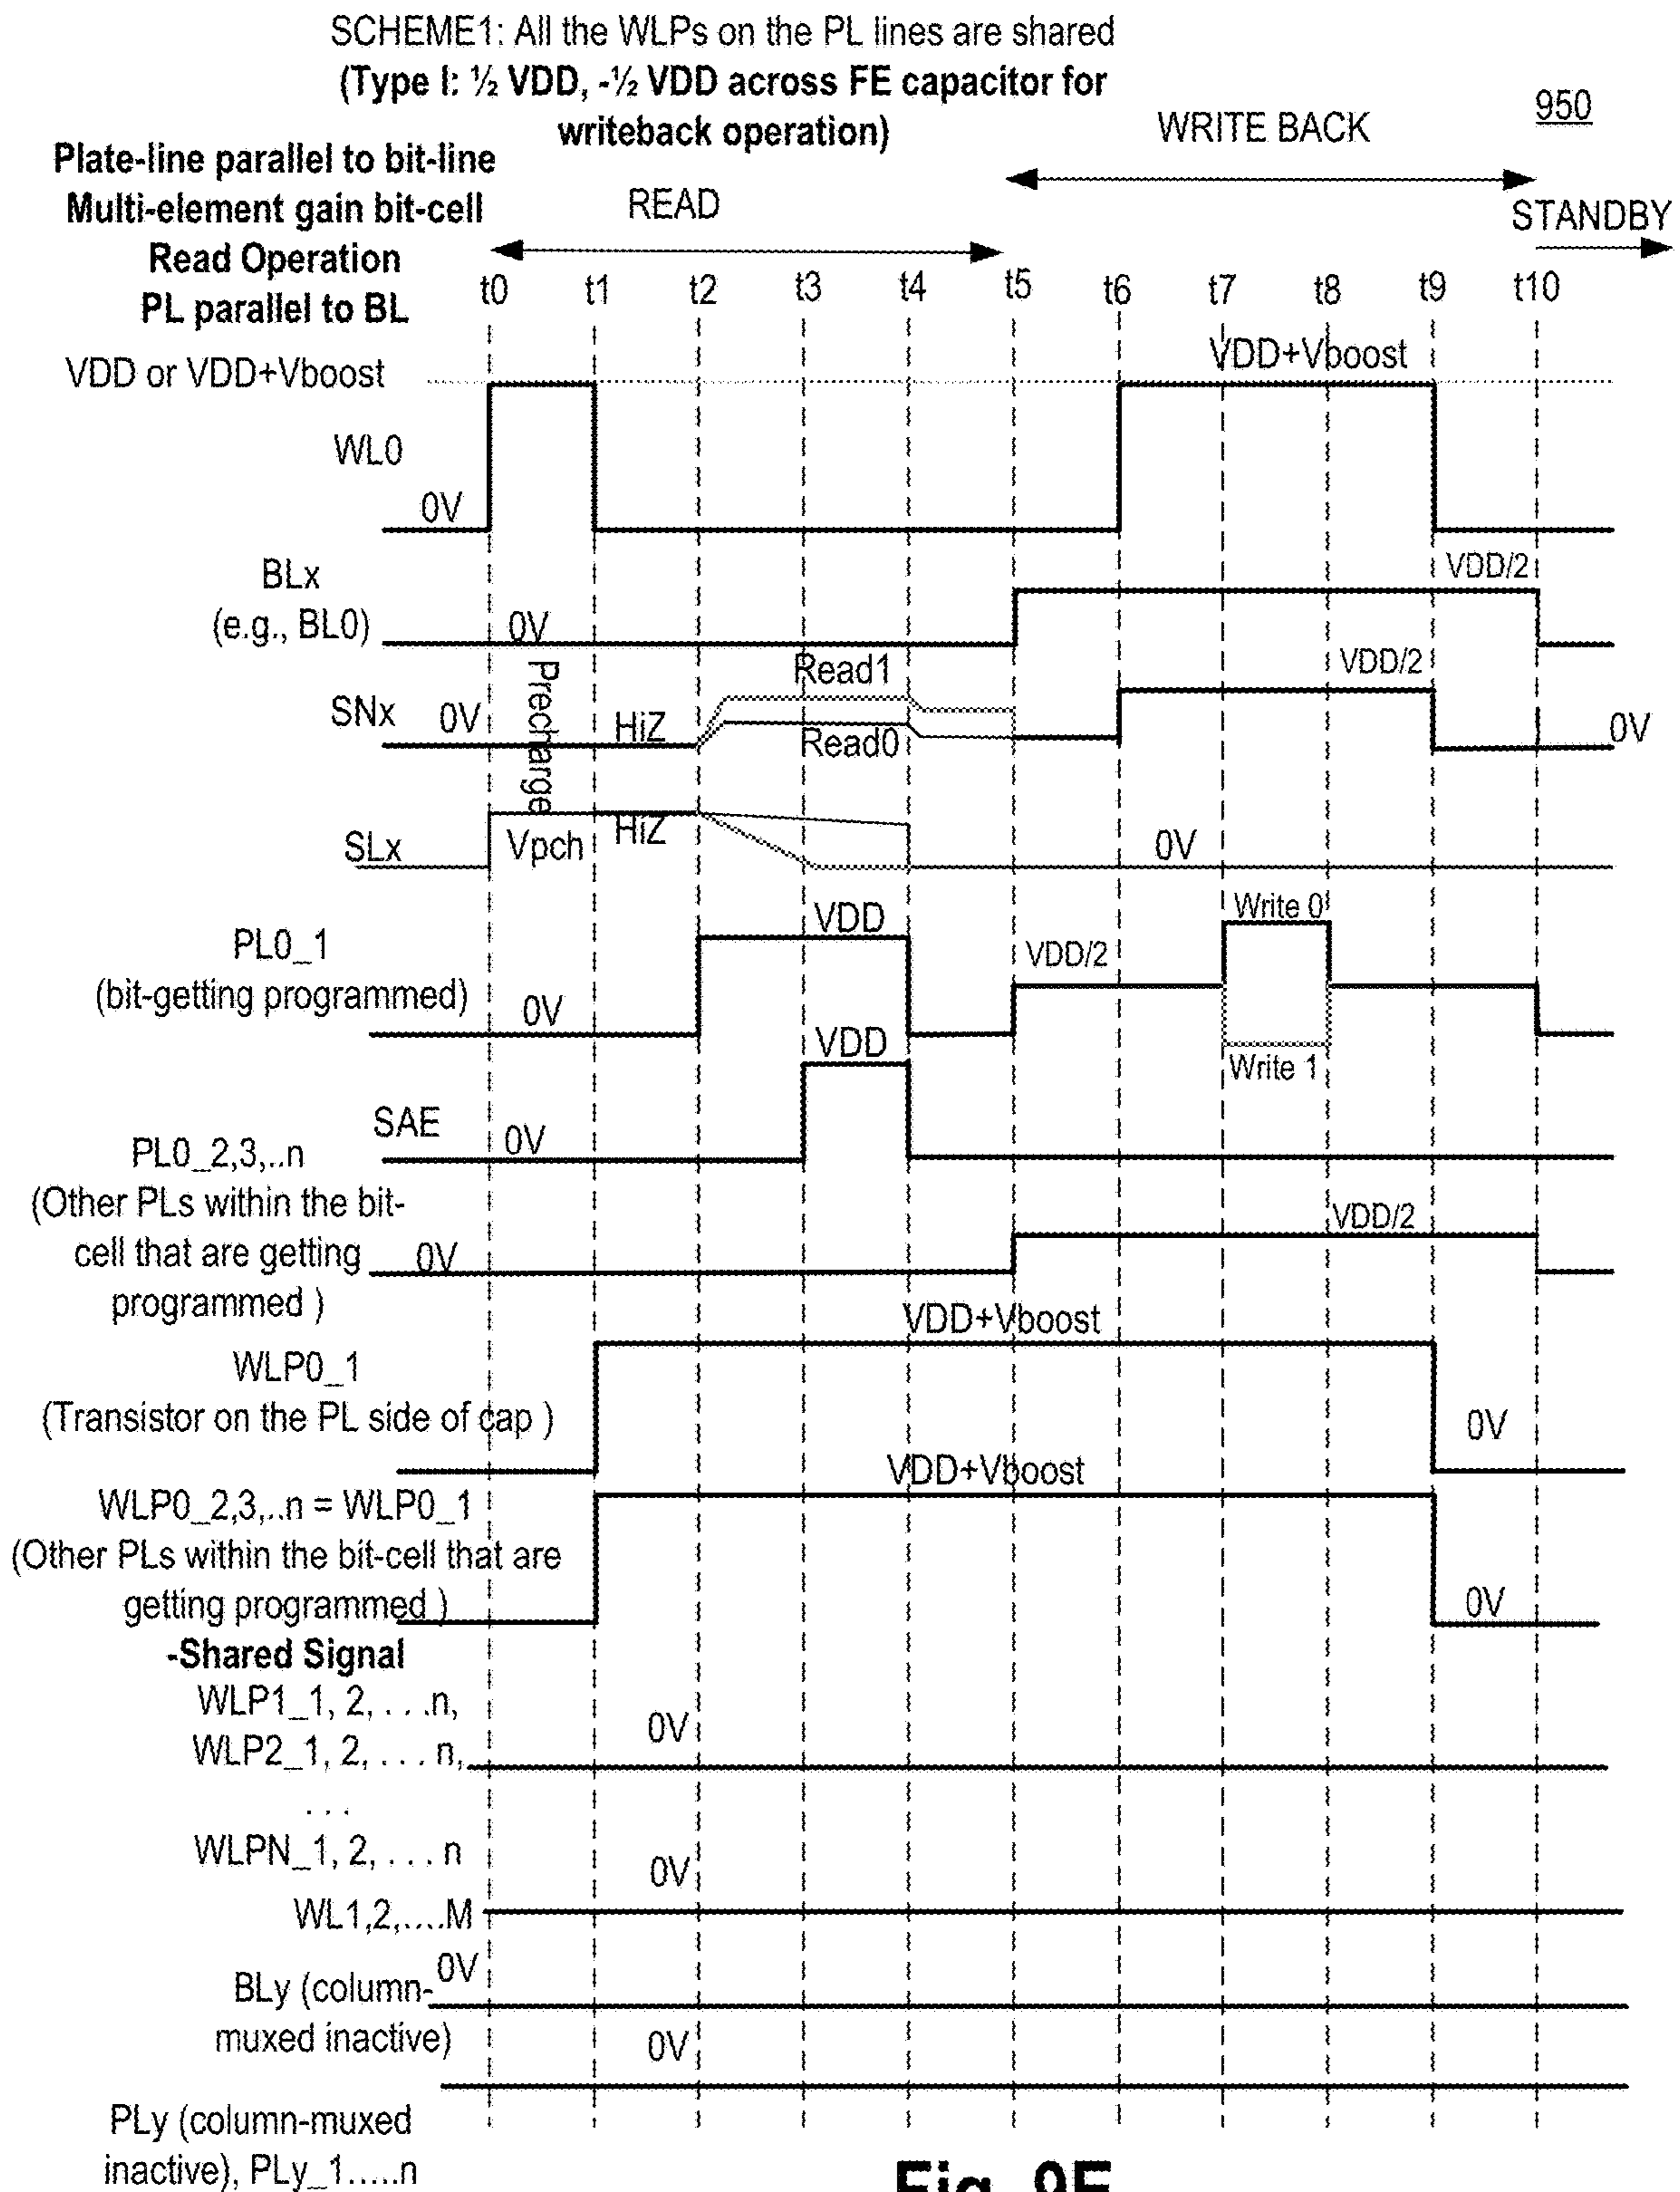 SCHEME1: All the WLPs on the PL lines are shared
(Type I: ½ VDD, -½ VDD across FE capacitor for
writeback operation)
950
WRITE BACK
Plate-line parallel to bit-line
Multi-element gain bit-cell
Read Operation
PL parallel to BL
READ
STANDBY
t0 t1 t2 t3 t4 t5 t6 t7 t8 t9 t10
VDD or VDD+Vboost
VDD+Vboost
WL0
0V
BLx
(e.g., BL0)
0V
VDD/2
SNx
0V
Precharge
HiZ
Read1
Read0
VDD/2
0V
SLx
Vpch
HiZ
0V
PL0_1
(bit-getting programmed)
0V
VDD
VDD/2
Write 0
Write 1
SAE
0V
VDD
PL0_2,3,..n
(Other PLs within the bit-
cell that are getting
programmed )
0V
VDD/2
WLP0_1
(Transistor on the PL side of cap )
VDD+Vboost
0V
WLP0_2,3,..n = WLP0_1
(Other PLs within the bit-cell that are
getting programmed )
-Shared Signal
VDD+Vboost
0V
WLP1_1, 2, . . .n,
WLP2_1, 2, . . . n,
. . .
WLPN_1, 2, . . . n
0V
WL1,2,....M
0V
BLy (column-
muxed inactive)
0V
0V
PLy (column-muxed
inactive), PLy_1.....n
Fig. 9E